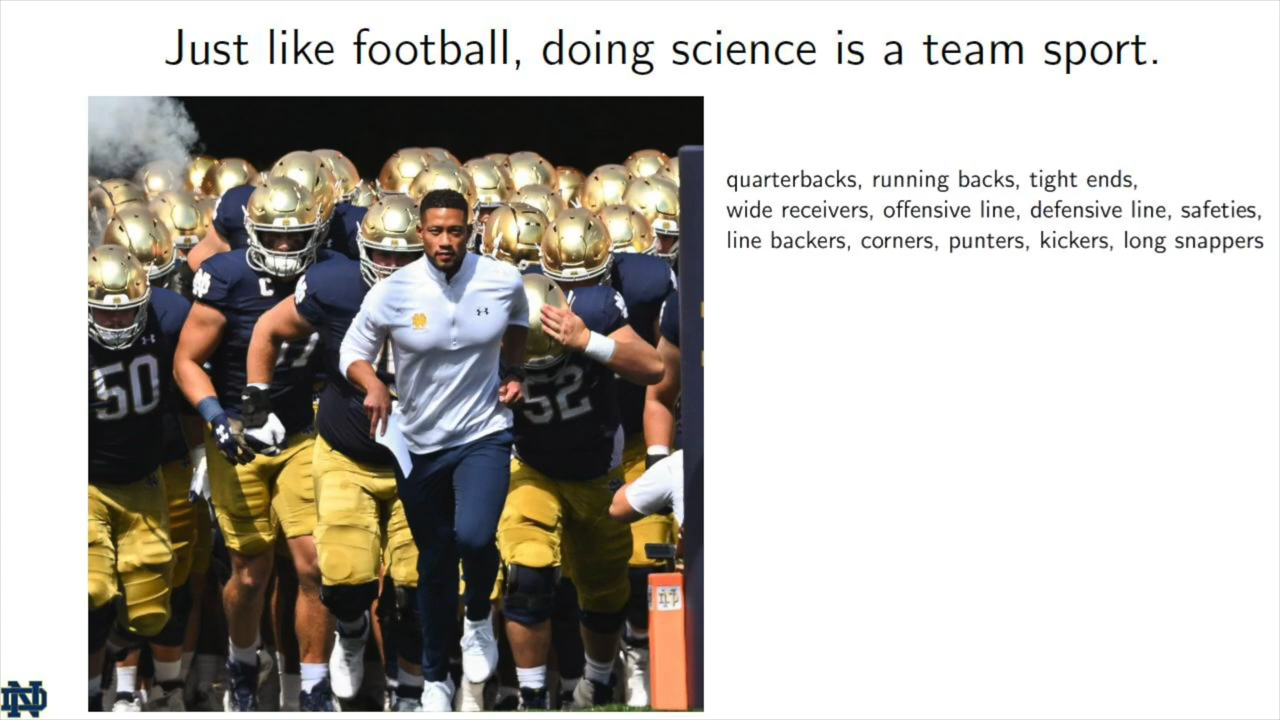 Just like football, doing science is a team sport.
quarterbacks, running backs, tight ends,
wide receivers, offensive line, defensive line, safeties,
line backers, corners, punters, kickers, long snappers
C
50
52
ND